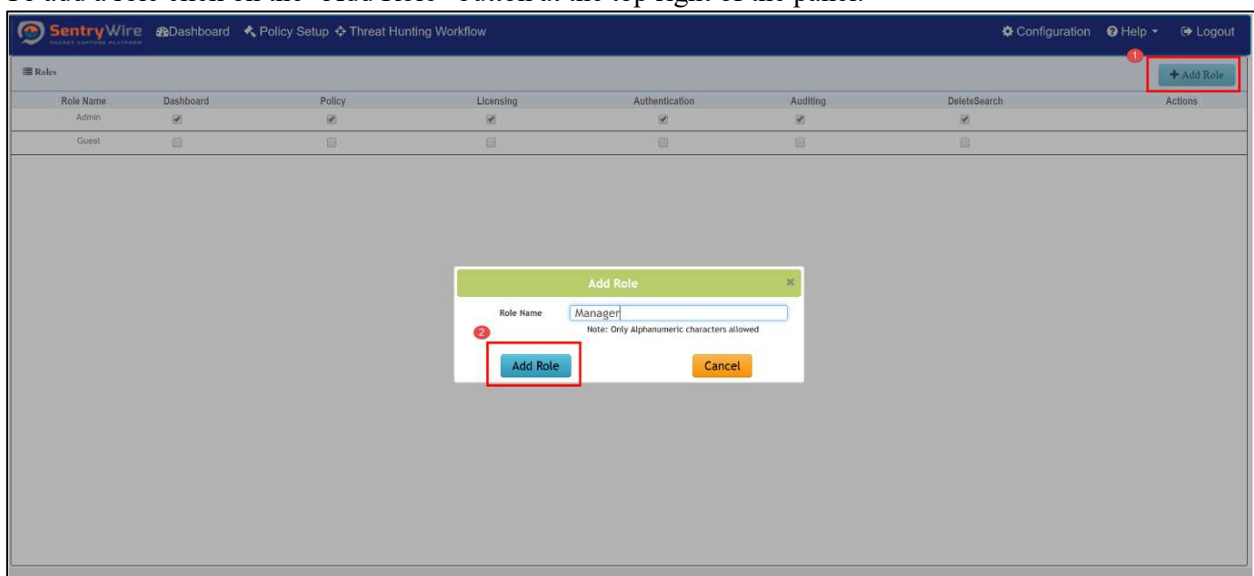 To add a role click on the "Add Role" button at the top right of the panel.
SentryWire Dashboard Policy Setup Threat Hunting Workflow Configuration Help Logout
PACKET CAPTURE PLATFORM
1
Roles + Add Role
Role Name Dashboard Policy Licensing Authentication Auditing DeleteSearch Actions
Admin
Guest
Add Role
Role Name Manager
Note: Only Alphanumeric characters allowed
2
Add Role Cancel